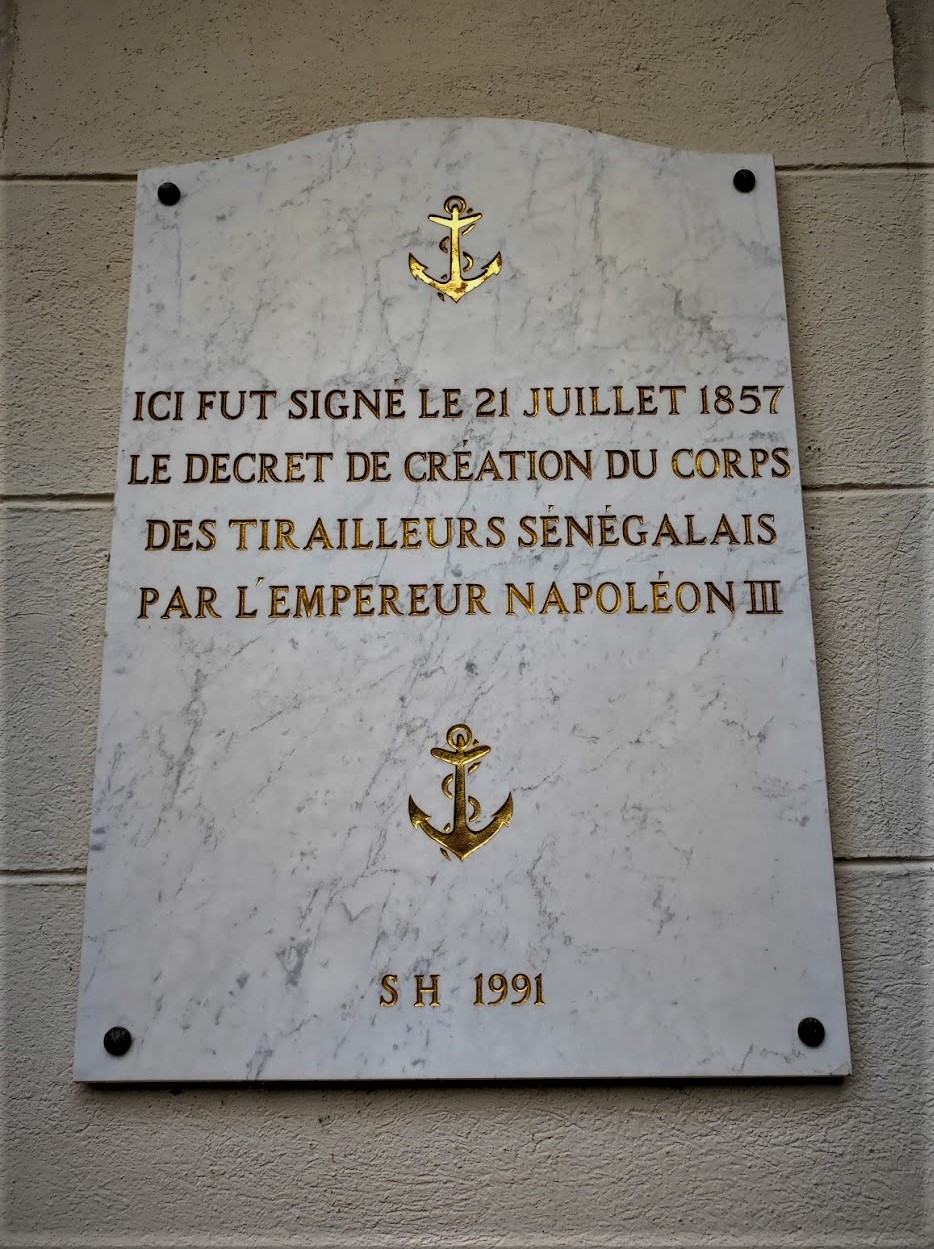 ICI FUT SIGNÉ LE 21 JUILLET 1857
LE DECRET DE CRÉATION DU CORPS
DES TIRAILLEURS SÉNÉGALAIS
PAR L'EMPEREUR NAPOLÉON III
S H 1991